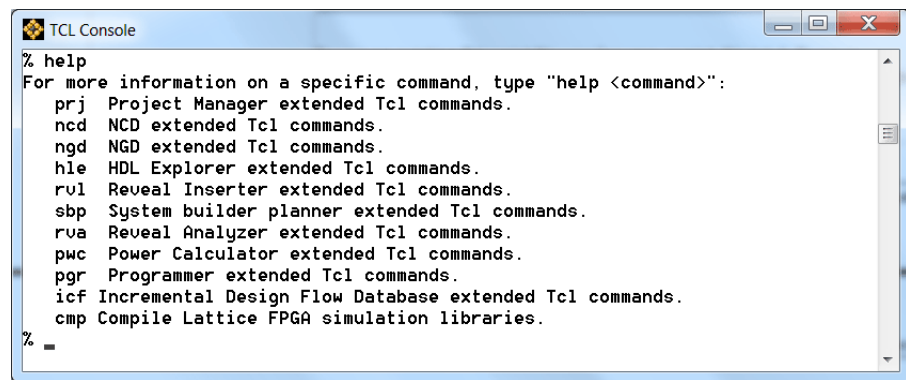 TCL Console
% help
For more information on a specific command, type "help <command>":
prj  Project Manager extended Tcl commands.
ncd  NCD extended Tcl commands.
ngd  NGD extended Tcl commands.
hle  HDL Explorer extended Tcl commands.
rvl  Reveal Inserter extended Tcl commands.
sbp  System builder planner extended Tcl commands.
rva  Reveal Analyzer extended Tcl commands.
pwc  Power Calculator extended Tcl commands.
pgr  Programmer extended Tcl commands.
icf Incremental Design Flow Database extended Tcl commands.
cmp Compile Lattice FPGA simulation libraries.
% _